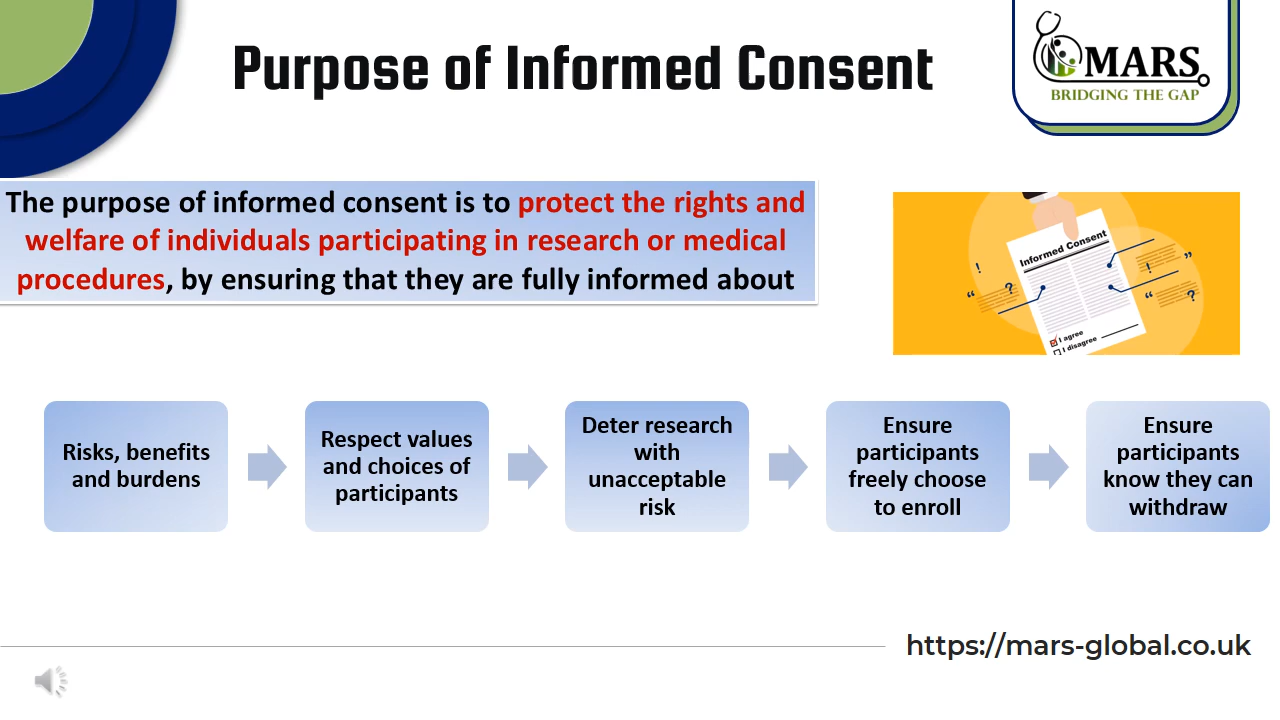 Purpose of Informed Consent
MARS
BRIDGING THE GAP
The purpose of informed consent is to protect the rights and
welfare of individuals participating in research or medical
procedures, by ensuring that they are fully informed about
Informed Consent
!
!
"
"
?
"
?
I agree
I disagree
Risks, benefits
and burdens
Respect values
and choices of
participants
Deter research
with
unacceptable
risk
Ensure
participants
freely choose
to enroll
Ensure
participants
know they can
withdraw
https://mars-global.co.uk